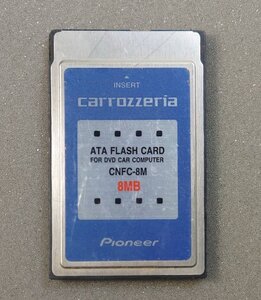 INSERT
carrozzeria
ATA FLASH CARD
FOR DVD CAR COMPUTER
CNFC-8M
8MB
Pioneer